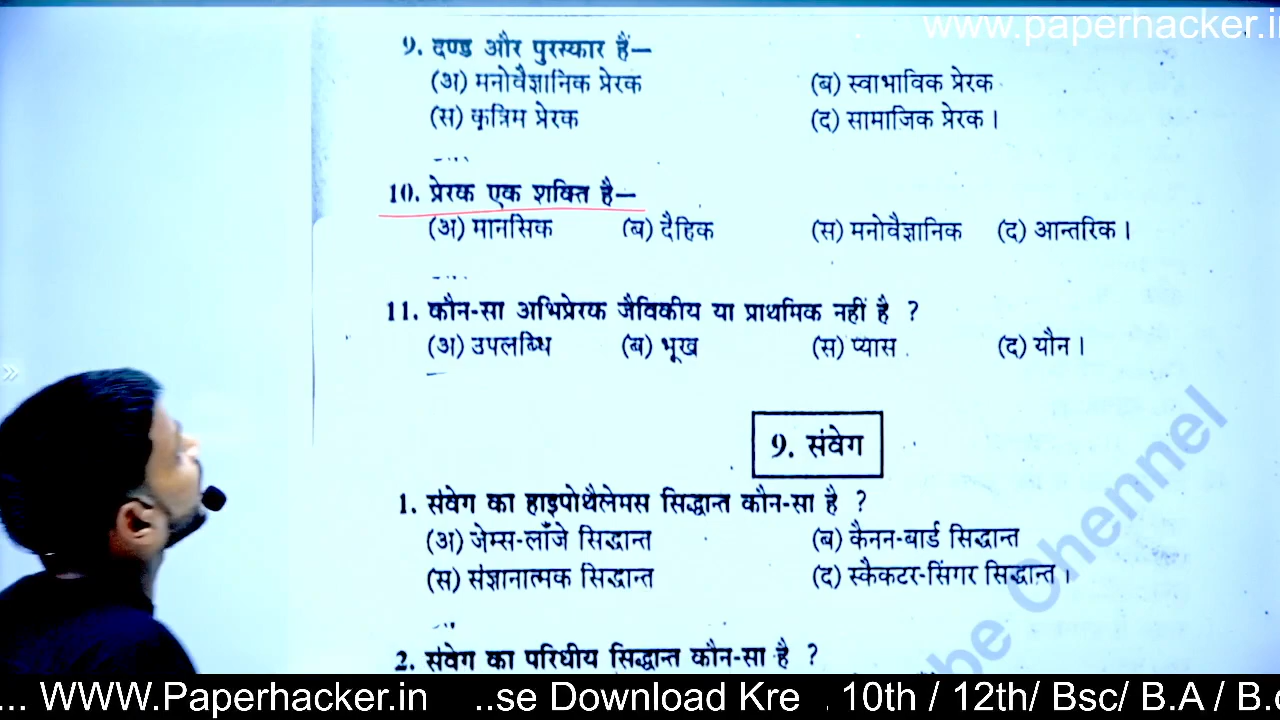 www.paperhacker.in
9. दण्ड और पुरस्कार हैं—
(अ) मनोवैज्ञानिक प्रेरक (ब) स्वाभाविक प्रेरक
(स) कृत्रिम प्रेरक (द) सामाजिक प्रेरक।
10. प्रेरक एक शक्ति है—
(अ) मानसिक (ब) दैहिक (स) मनोवैज्ञानिक (द) आन्तरिक।
11. कौन-सा अभिप्रेरक जैविकीय या प्राथमिक नहीं है ?
(अ) उपलब्धि (ब) भूख (स) प्यास (द) यौन।
9. संवेग
1. संवेग का हाइपोथैलेमस सिद्धान्त कौन-सा है ?
(अ) जेम्स-लाँजे सिद्धान्त (ब) कैनन-बार्ड सिद्धान्त
(स) संज्ञानात्मक सिद्धान्त (द) स्कैकटर-सिंगर सिद्धान्त।
be Chennel
2. संवेग का परिधीय सिद्धान्त कौन-सा है ?
... WWW.Paperhacker.in ..se Download Kre . 10th / 12th/ Bsc/ B.A / B.